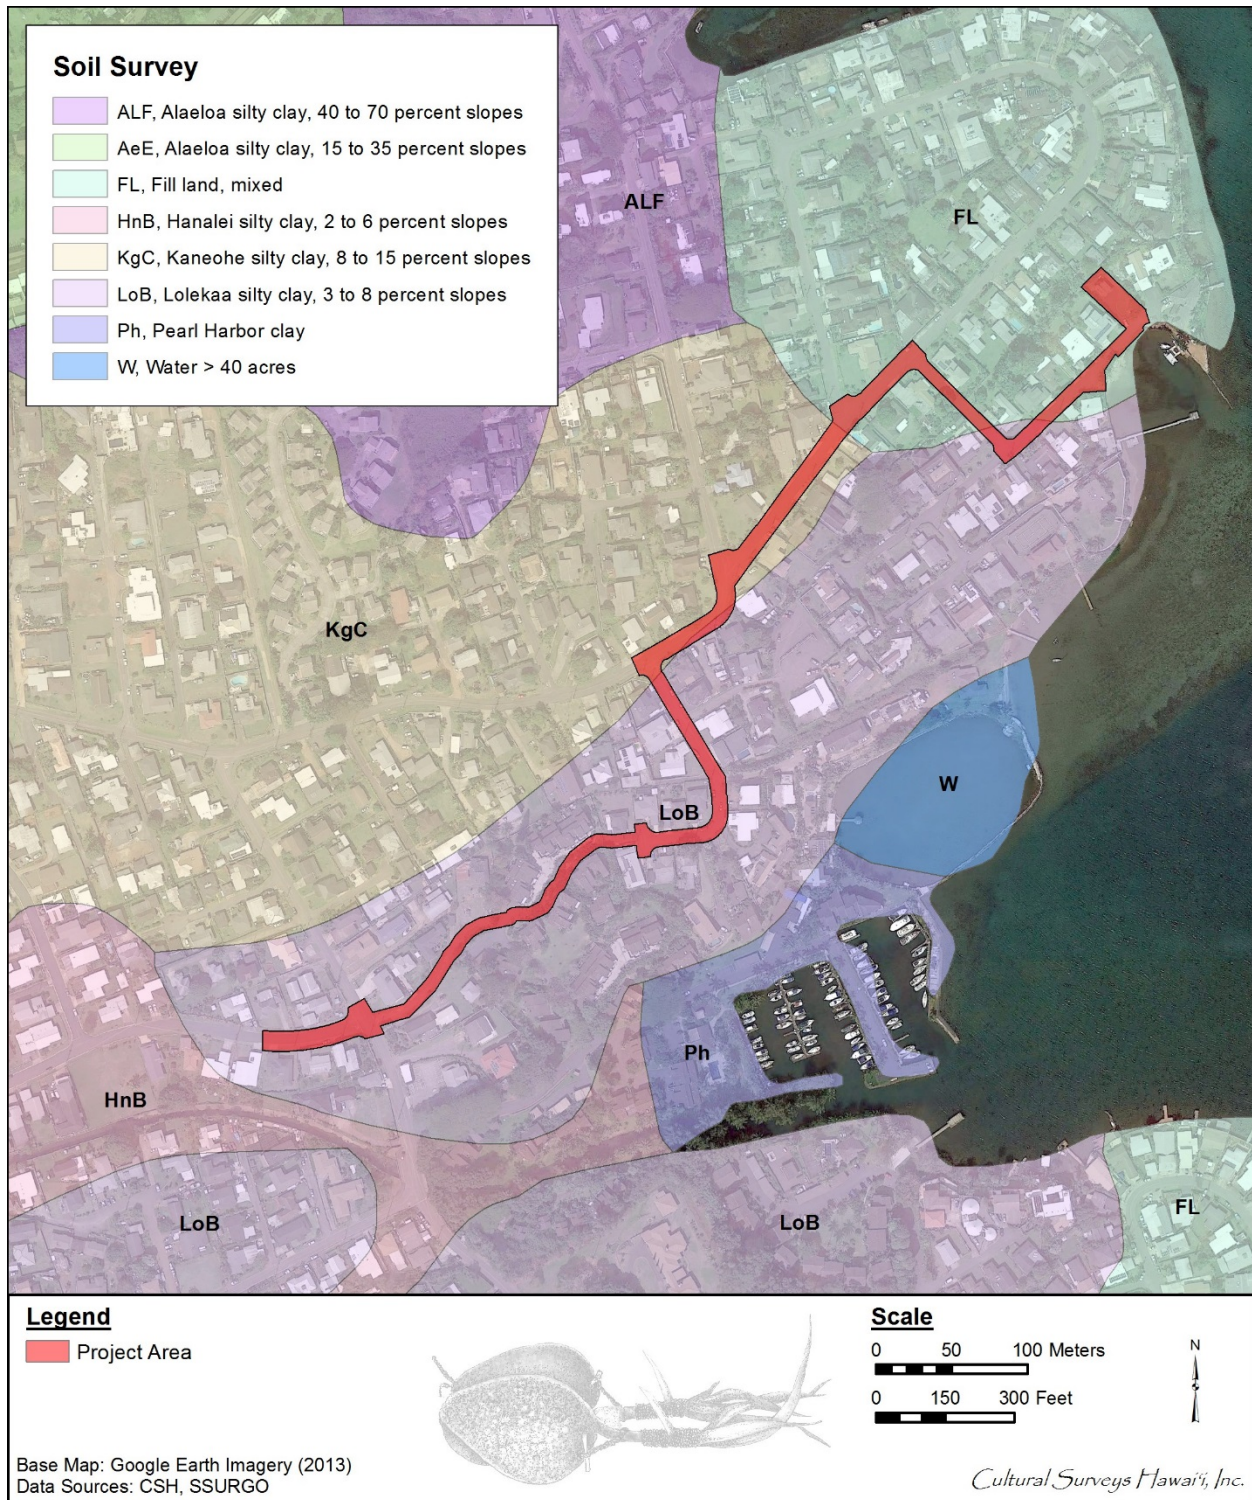 Soil Survey
ALF, Alaeloa silty clay, 40 to 70 percent slopes
AeE, Alaeloa silty clay, 15 to 35 percent slopes
FL, Fill land, mixed
HnB, Hanalei silty clay, 2 to 6 percent slopes
KgC, Kaneohe silty clay, 8 to 15 percent slopes
LoB, Lolekaa silty clay, 3 to 8 percent slopes
Ph, Pearl Harbor clay
W, Water > 40 acres
ALF
FL
KgC
W
LoB
Ph
HnB
LoB
LoB
FL
Legend
Project Area
Scale
0 50 100 Meters
0 150 300 Feet
N
Base Map: Google Earth Imagery (2013)
Data Sources: CSH, SSURGO
Cultural Surveys Hawaiʻi, Inc.